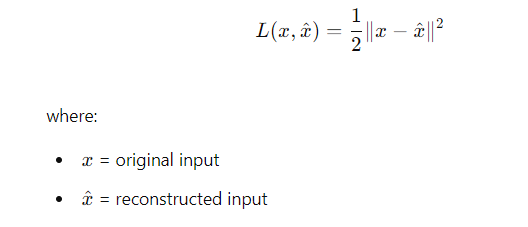 L(x, x̂) = 1/2 ||x − x̂||²
where:
• x = original input
• x̂ = reconstructed input